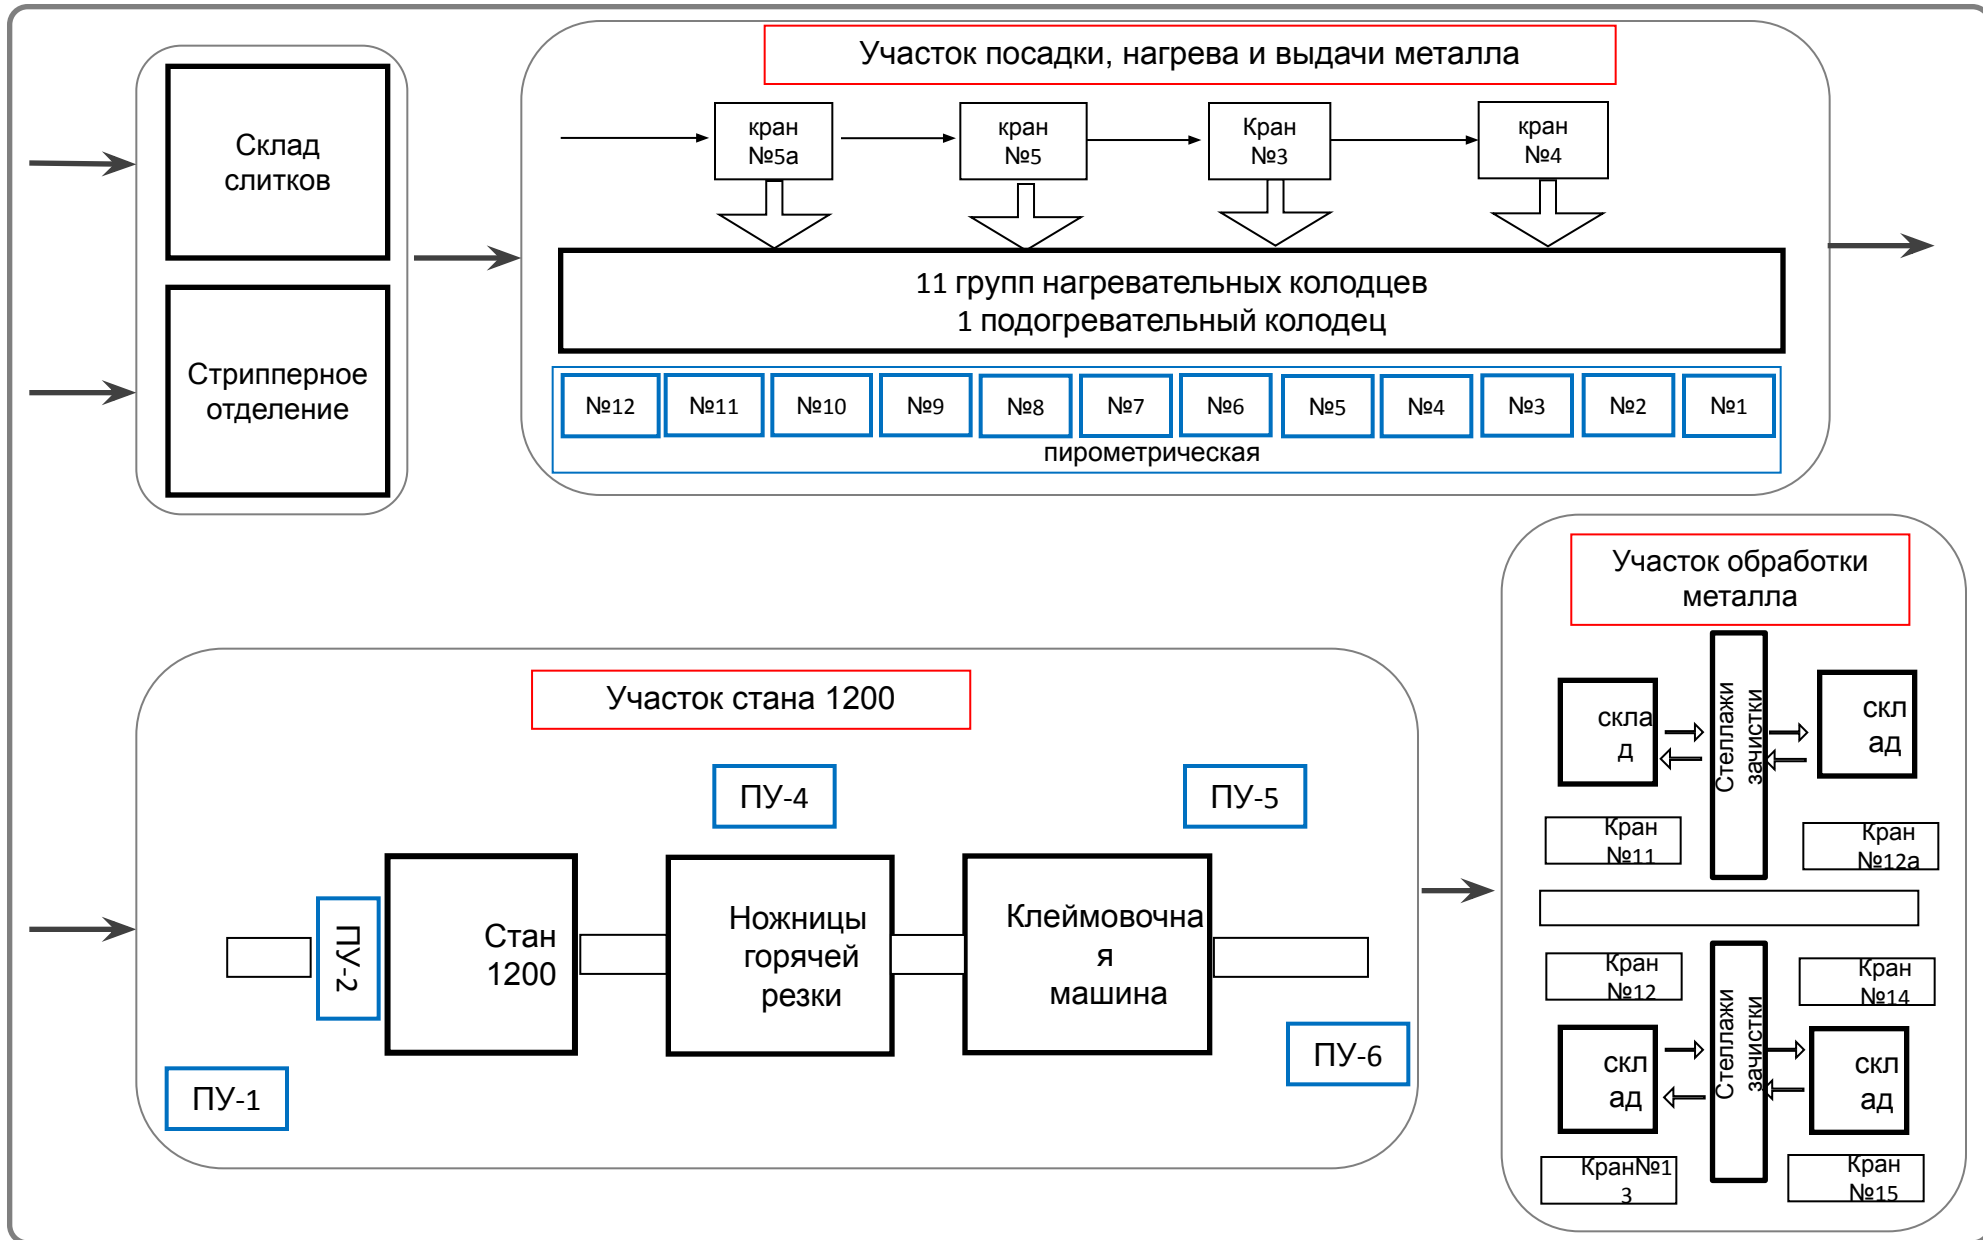 Участок посадки, нагрева и выдачи металла
Склад
слитков
Стрипперное
отделение
кран
№5а
кран
№5
Кран
№3
кран
№4
11 групп нагревательных колодцев
1 подогревательный колодец
№12
№11
№10
№9
№8
№7
№6
№5
№4
№3
№2
№1
пирометрическая
Участок стана 1200
ПУ-4
ПУ-5
ПУ-2
Стан
1200
Ножницы
горячей
резки
Клеймовочна
я
машина
ПУ-6
ПУ-1
Участок обработки
металла
скла
д
Стеллажи
зачистки
скл
ад
Кран
№11
Кран
№12а
Кран
№12
Кран
№14
скл
ад
Стеллажи
зачистки
скл
ад
Кран№1
3
Кран
№15